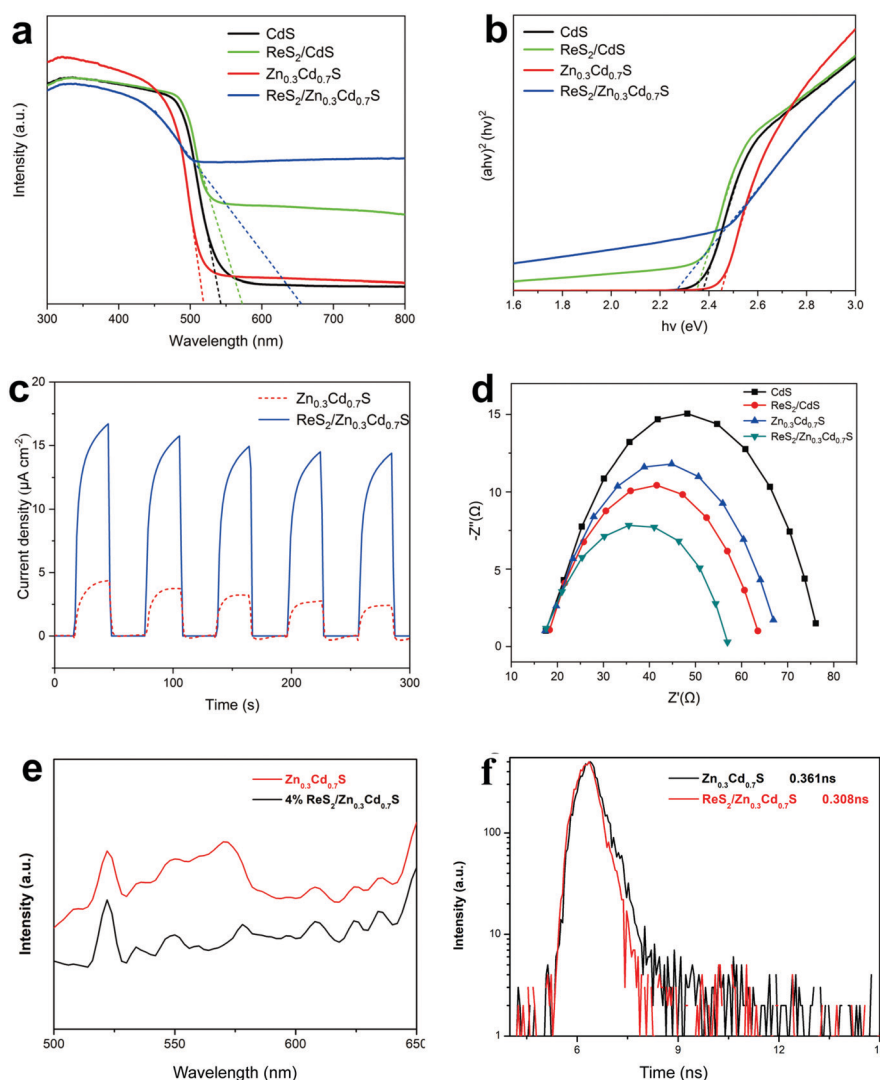 a
CdS
ReS₂/CdS
Zn₀.₃Cd₀.₇S
ReS₂/Zn₀.₃Cd₀.₇S
Intensity (a.u.)
300 400 500 600 700 800
Wavelength (nm)
b
CdS
ReS₂/CdS
Zn₀.₃Cd₀.₇S
ReS₂/Zn₀.₃Cd₀.₇S
(ahv)² (hv)²
1.6 1.8 2.0 2.2 2.4 2.6 2.8 3.0
hv (eV)
c
Zn₀.₃Cd₀.₇S
ReS₂/Zn₀.₃Cd₀.₇S
Current density (μA cm⁻²)
20
15
10
5
0
0 100 200 300
Time (s)
d
CdS
ReS₂/CdS
Zn₀.₃Cd₀.₇S
ReS₂/Zn₀.₃Cd₀.₇S
-Z''(Ω)
15
10
5
0
10 20 30 40 50 60 70 80
Z'(Ω)
e
Zn₀.₃Cd₀.₇S
4% ReS₂/Zn₀.₃Cd₀.₇S
Intensity (a.u.)
500 550 600 650
Wavelength (nm)
f
Zn₀.₃Cd₀.₇S 0.361ns
ReS₂/Zn₀.₃Cd₀.₇S 0.308ns
Intensity (a.u.)
100
10
1
6 9 12 15
Time (ns)